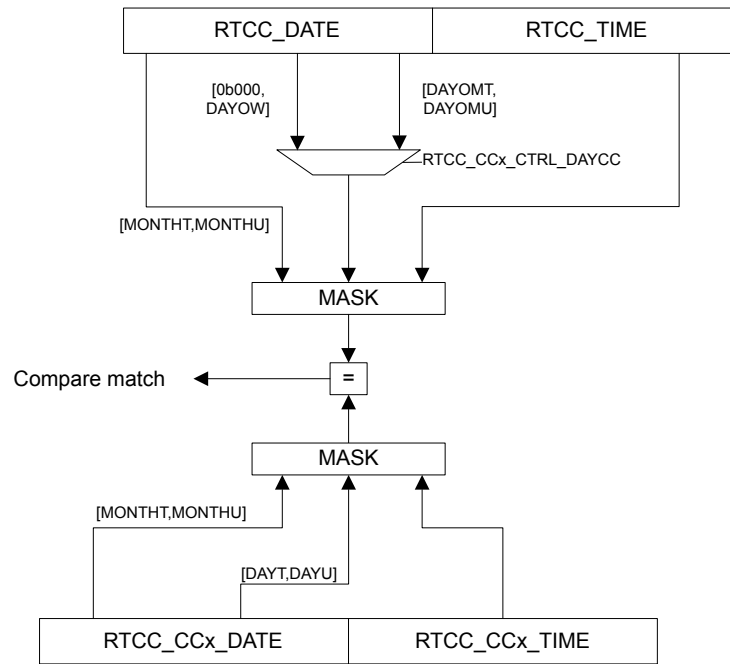 RTCC_DATE
RTCC_TIME
[0b000,
DAYOW]
[DAYOMT,
DAYOMU]
RTCC_CCx_CTRL_DAYCC
[MONTHT,MONTHU]
MASK
Compare match
=
MASK
[MONTHT,MONTHU]
[DAYT,DAYU]
RTCC_CCx_DATE
RTCC_CCx_TIME